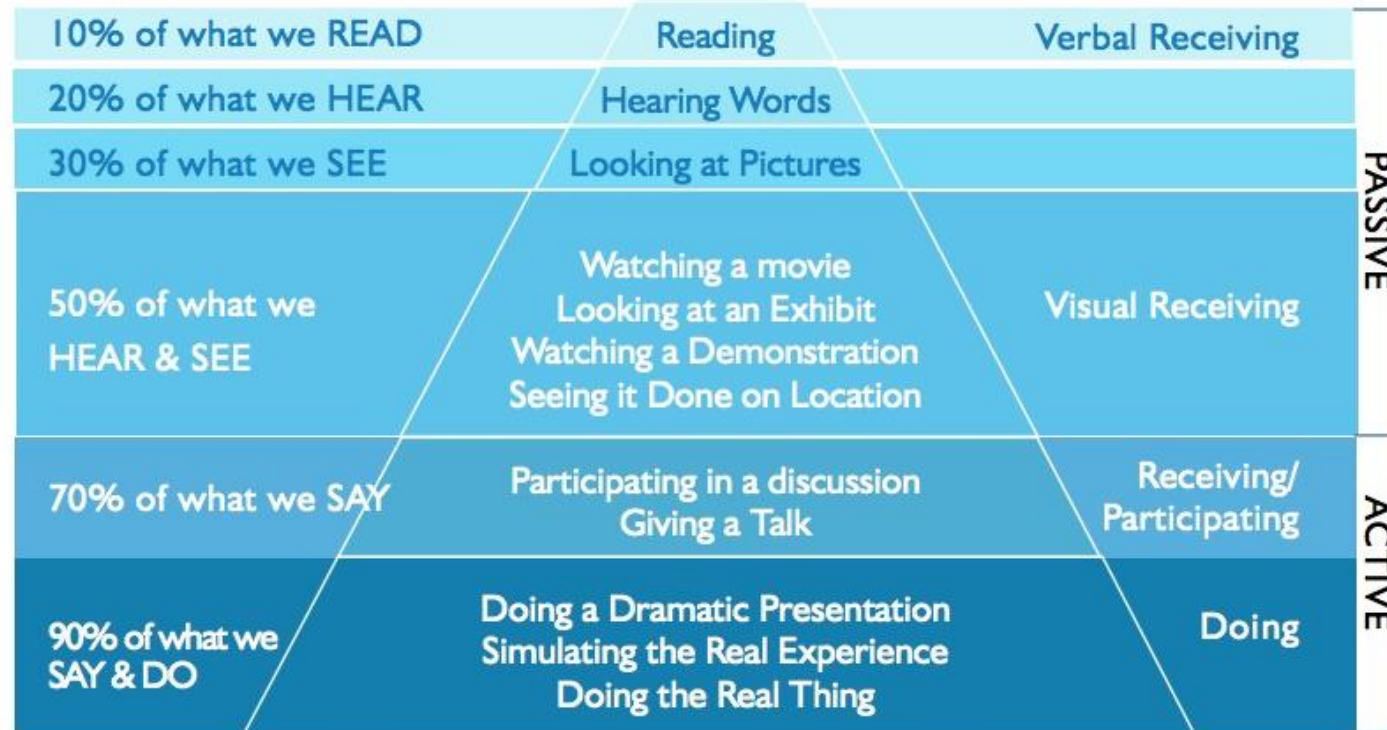 10% of what we READ
Reading
Verbal Receiving
20% of what we HEAR
Hearing Words
30% of what we SEE
Looking at Pictures
50% of what we
HEAR & SEE
Watching a movie
Looking at an Exhibit
Watching a Demonstration
Seeing it Done on Location
Visual Receiving
PASSIVE
70% of what we SAY
Participating in a discussion
Giving a Talk
Receiving/
Participating
90% of what we
SAY & DO
Doing a Dramatic Presentation
Simulating the Real Experience
Doing the Real Thing
Doing
ACTIVE